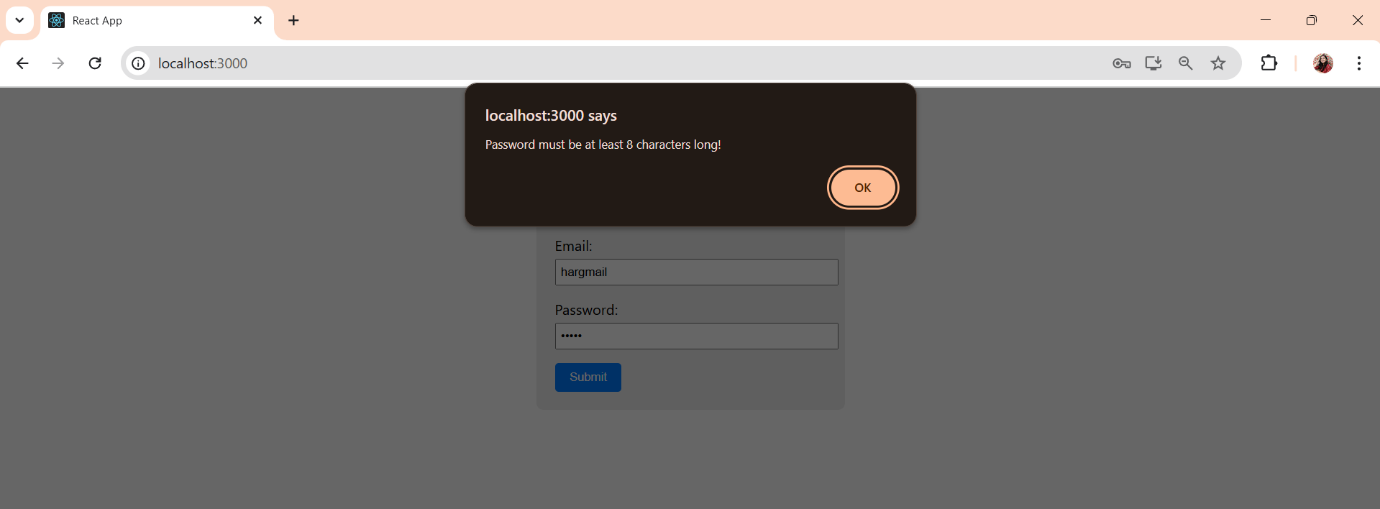 React App
localhost:3000
localhost:3000 says
Password must be at least 8 characters long!
OK
Email:
hargmail
Password:
•••••
Submit